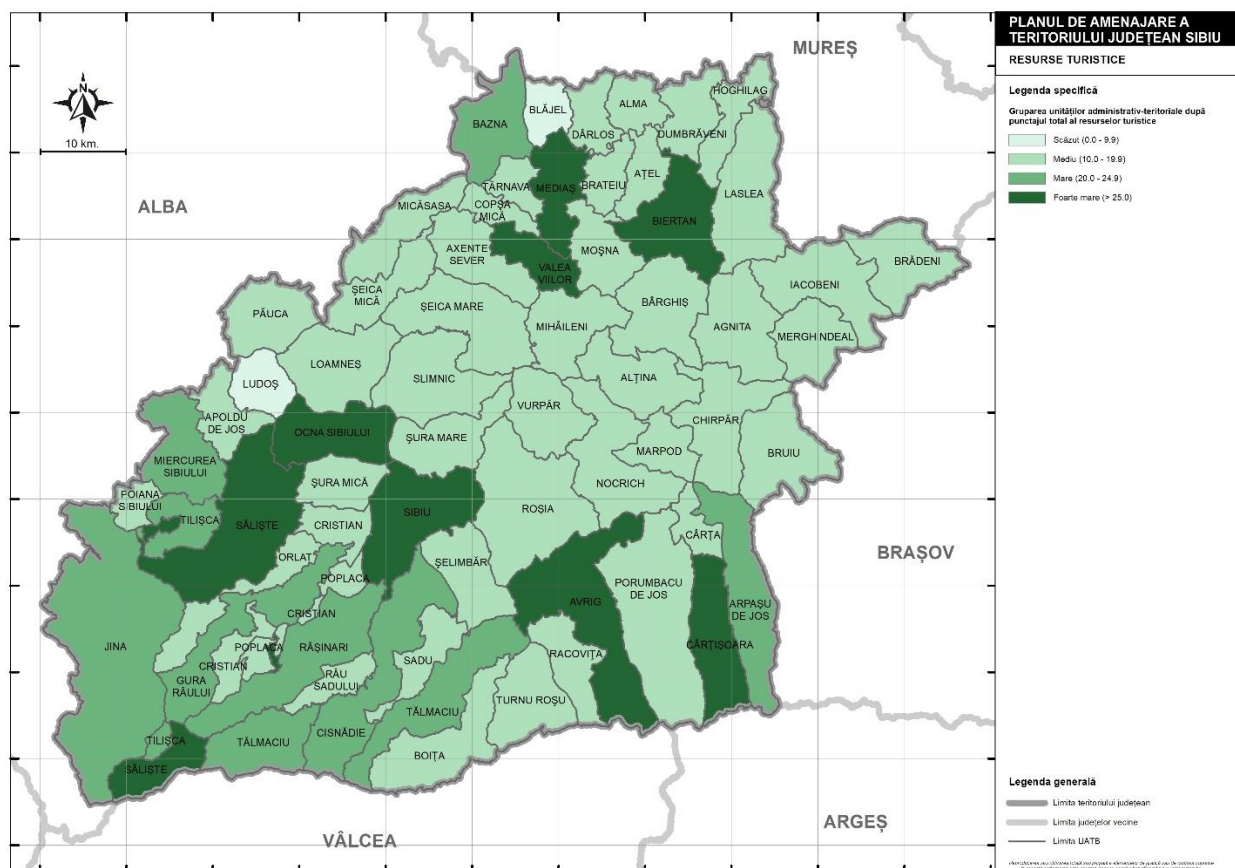 PLANUL DE AMENAJARE A
TERITORIULUI JUDEȚEAN SIBIU
RESURSE TURISTICE
Legenda specifică
Gruparea unităților administrativ-teritoriale după
punctajul total al resurselor turistice
Scăzut (0.0 - 9.9)
Mediu (10.0 - 19.9)
Mare (20.0 - 24.9)
Foarte mare (> 25.0)
N
10 km.
MUREȘ
ALBA
BRAȘOV
ARGEȘ
VÂLCEA
BAZNA
BLĂJEL
DÂRLOS
ALMA
DUMBRĂVENI
HOGHILAG
TÂRNAVA
MEDIAȘ
BRATEIU
AȚEL
BIERTAN
LASLEA
MICĂSASA
COPȘA
MICĂ
AXENTE
SEVER
VALEA
VIILOR
MOȘNA
BRĂDENI
IACOBENI
ȘEICA
MICĂ
ȘEICA MARE
BÂRGHIȘ
PĂUCA
MIHĂILENI
AGNITA
MERGHINDEAL
LOAMNEȘ
SLIMNIC
ALȚINA
LUDOȘ
VURPĂR
APOLDU
DE JOS
OCNA SIBIULUI
ȘURA MARE
CHIRPĂR
MARPOD
BRUIU
MIERCUREA
SIBIULUI
ȘURA MICĂ
NOCRICH
POIANA
SIBIULUI
TILIȘCA
SĂLIȘTE
SIBIU
ROȘIA
CRISTIAN
CÂRȚA
ORLAT
ȘELIMBĂR
POPLACA
AVRIG
PORUMBACU
DE JOS
ARPAȘU
DE JOS
CRISTIAN
JINA
POPLACA
RĂȘINARI
CÂRȚIȘOARA
CRISTIAN
GURA
RÂULUI
RÂU
SADULUI
SADU
RACOVIȚA
TURNU ROȘU
TĂLMACIU
TILIȘCA
TĂLMACIU
CISNĂDIE
BOIȚA
SĂLIȘTE
Legenda generală
Limita teritoriului județean
Limita județelor vecine
Limita UATB